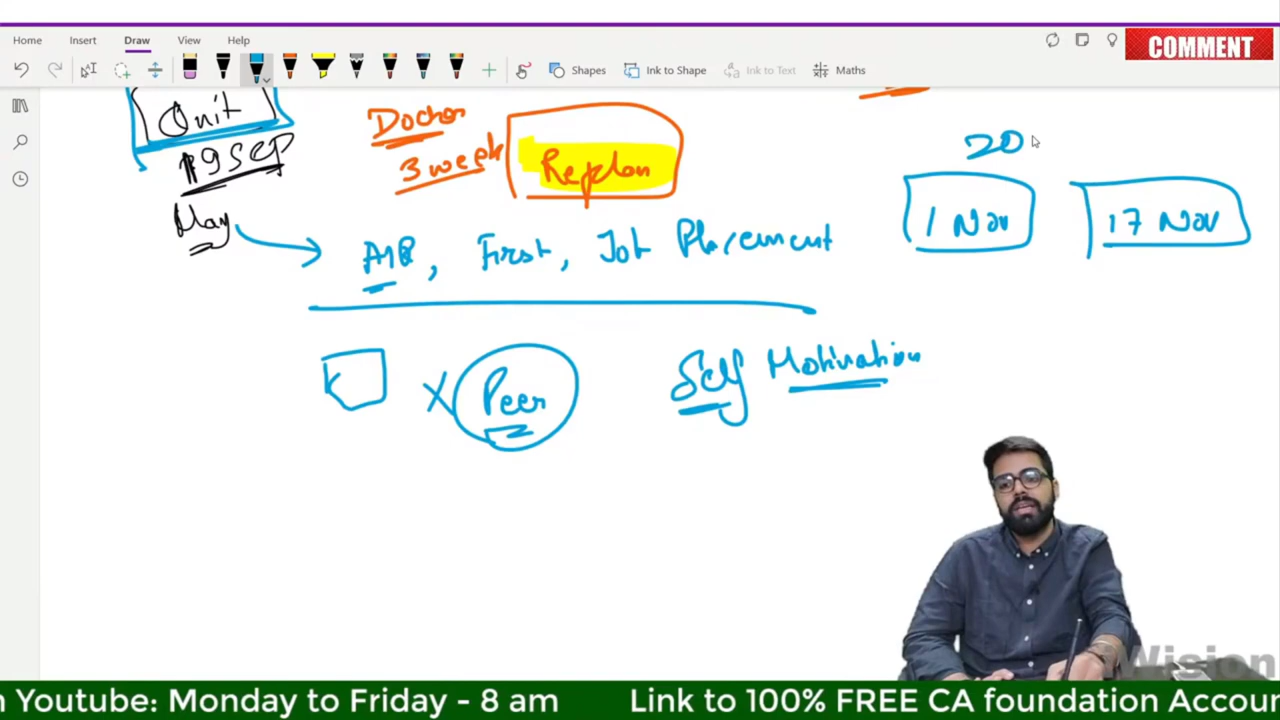 Home Insert Draw View Help
COMMENT
Shapes Ink to Shape Ink to Text Maths
Quit
Doctor
20
19 Sep
3 week
Replan
1 Nov
17 Nov
May
AIR, First, Job Placement
K
X Peer
Self Motivation
n Youtube: Monday to Friday - 8 am Link to 100% FREE CA foundation Accour